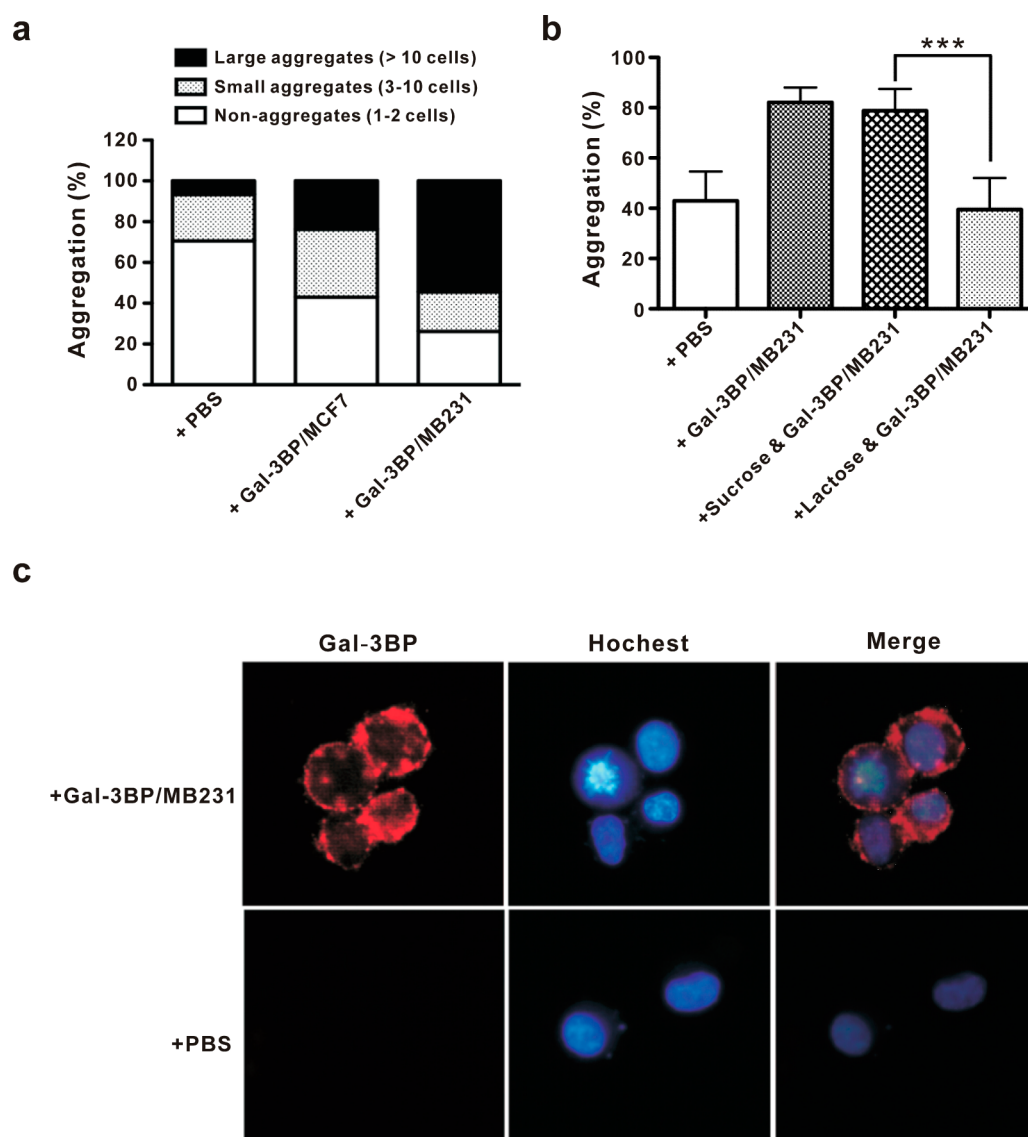 a
Large aggregates (> 10 cells)
Small aggregates (3-10 cells)
Non-aggregates (1-2 cells)
Aggregation (%)
120
100
80
60
40
20
0
+ PBS
+ Gal-3BP/MCF7
+ Gal-3BP/MB231
b
***
Aggregation (%)
100
80
60
40
20
0
+ PBS
+ Gal-3BP/MB231
+Sucrose & Gal-3BP/MB231
+Lactose & Gal-3BP/MB231
c
Gal-3BP
Hochest
Merge
+Gal-3BP/MB231
+PBS